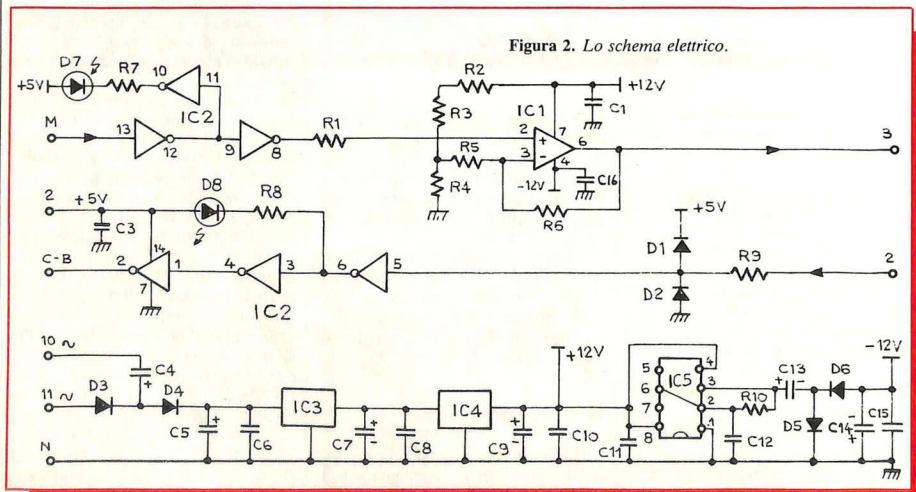 Figura 2. Lo schema elettrico.
D7 R7 10 11 R2 +12V
+5V IC2 R3 IC1 C1
M 13 12 9 8 R1 2 + 7 6 3
R5 3 - 4
R4 -12V C16
R6
2 +5V D8 R8 +5V
C3 D1
C-B 2 14 1 4 3 6 5 R9 2
7 IC2 D2
10 ~ C4 + +12V 5 4 -12V
11 ~ D3 D4 6 IC5 3 + C13 - D6
IC3 IC4 7 2 R10
+ C5 C6 + - C7 C8 + - C9 C10 8 1 D5 C14 - + C15
N C11 C12